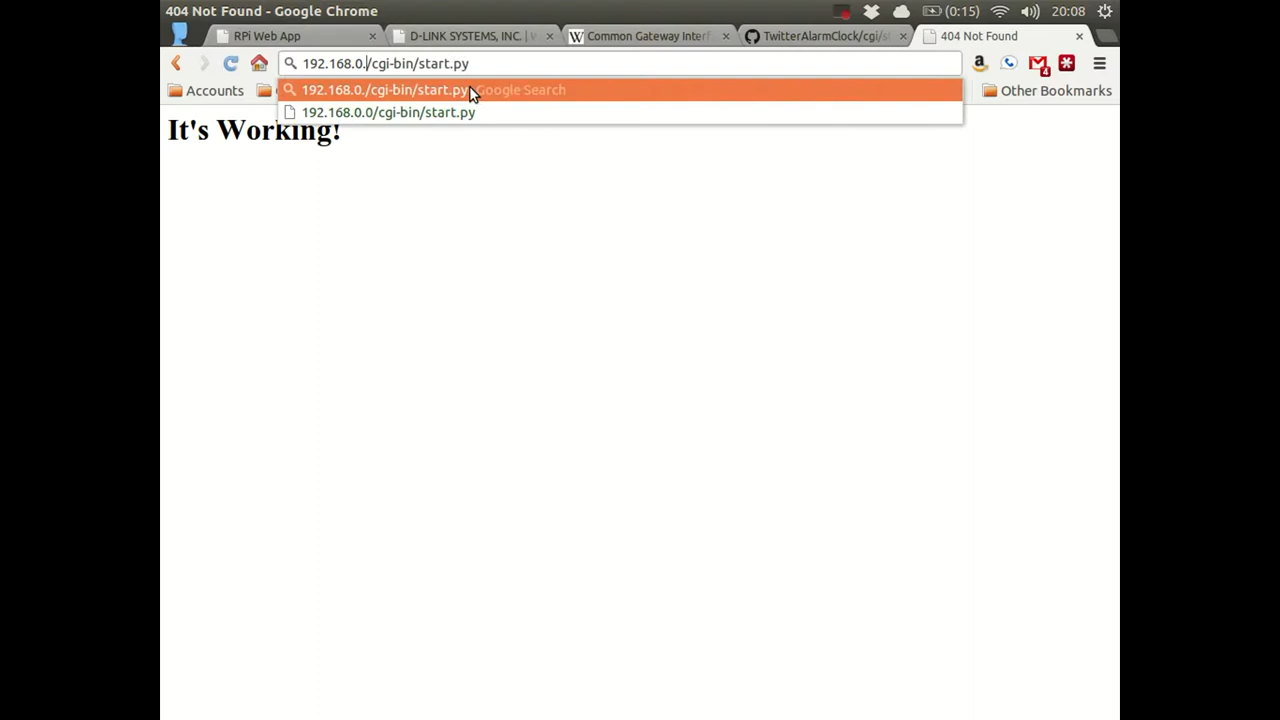 404 Not Found - Google Chrome
(0:15) 20:08
RPi Web App
D-LINK SYSTEMS, INC. |
W Common Gateway Interf
TwitterAlarmClock/cgi/s
404 Not Found
192.168.0./cgi-bin/start.py
4
Accounts
Other Bookmarks
192.168.0./cgi-bin/start.py - Google Search
192.168.0.0/cgi-bin/start.py
It's Working!